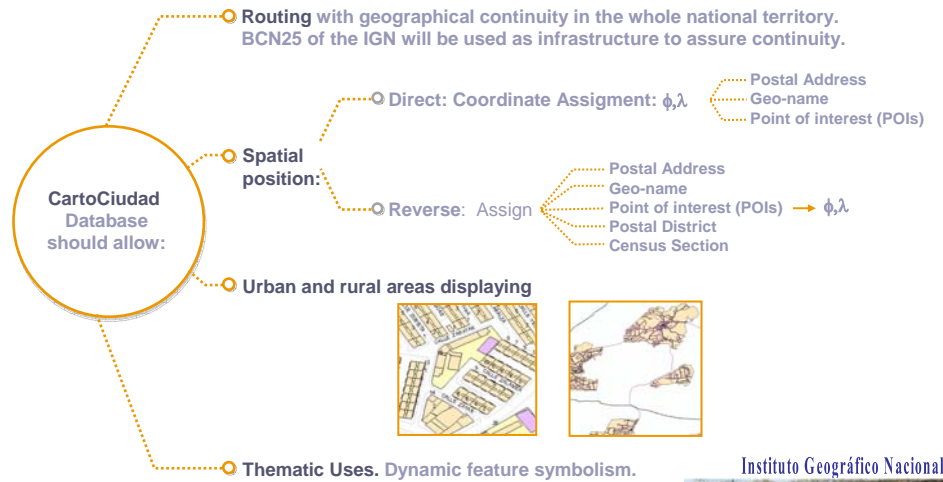 Routing with geographical continuity in the whole national territory.
BCN25 of the IGN will be used as infrastructure to assure continuity.
CartoCiudad
Database
should allow:
Spatial
position:
Direct: Coordinate Assigment: ϕ,λ
Postal Address
Geo-name
Point of interest (POIs)
Reverse: Assign
Postal Address
Geo-name
Point of interest (POIs) → ϕ,λ
Postal District
Census Section
Urban and rural areas displaying
CALLE
Thematic Uses. Dynamic feature symbolism.
Instituto Geográfico Nacional